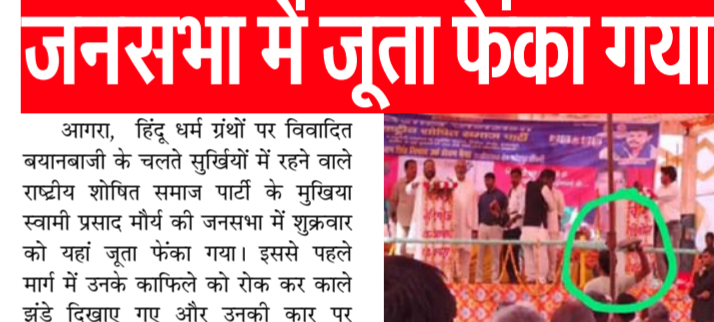 जनसभा में जूता फेंका गया
आगरा, हिंदू धर्म ग्रंथों पर विवादित
बयानबाजी के चलते सुर्खियों में रहने वाले
राष्ट्रीय शोषित समाज पार्टी के मुखिया
स्वामी प्रसाद मौर्य की जनसभा में शुक्रवार
को यहां जूता फेंका गया। इससे पहले
मार्ग में उनके काफिले को रोक कर काले
झंडे दिखाए गए और उनकी कार पर
राष्ट्रीय शोषित समाज पार्टी